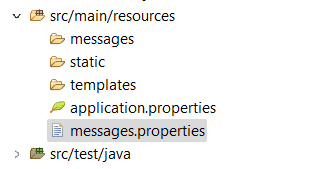 src/main/resources
messages
static
templates
application.properties
messages.properties
src/test/java